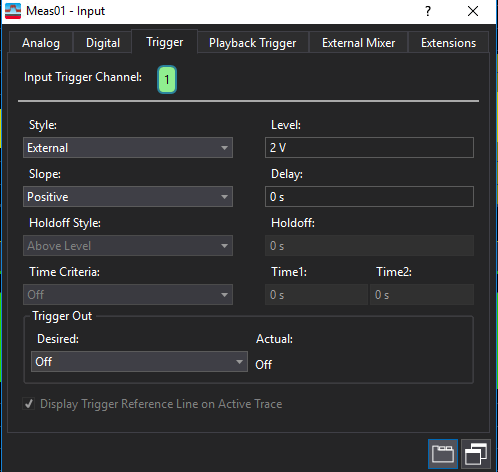 Meas01 - Input ?
Analog Digital Trigger Playback Trigger External Mixer Extensions
Input Trigger Channel: 1
Style: Level:
External 2 V
Slope: Delay:
Positive 0 s
Holdoff Style: Holdoff:
Above Level 0 s
Time Criteria: Time1: Time2:
Off 0 s 0 s
Trigger Out
Desired: Actual:
Off Off
Display Trigger Reference Line on Active Trace